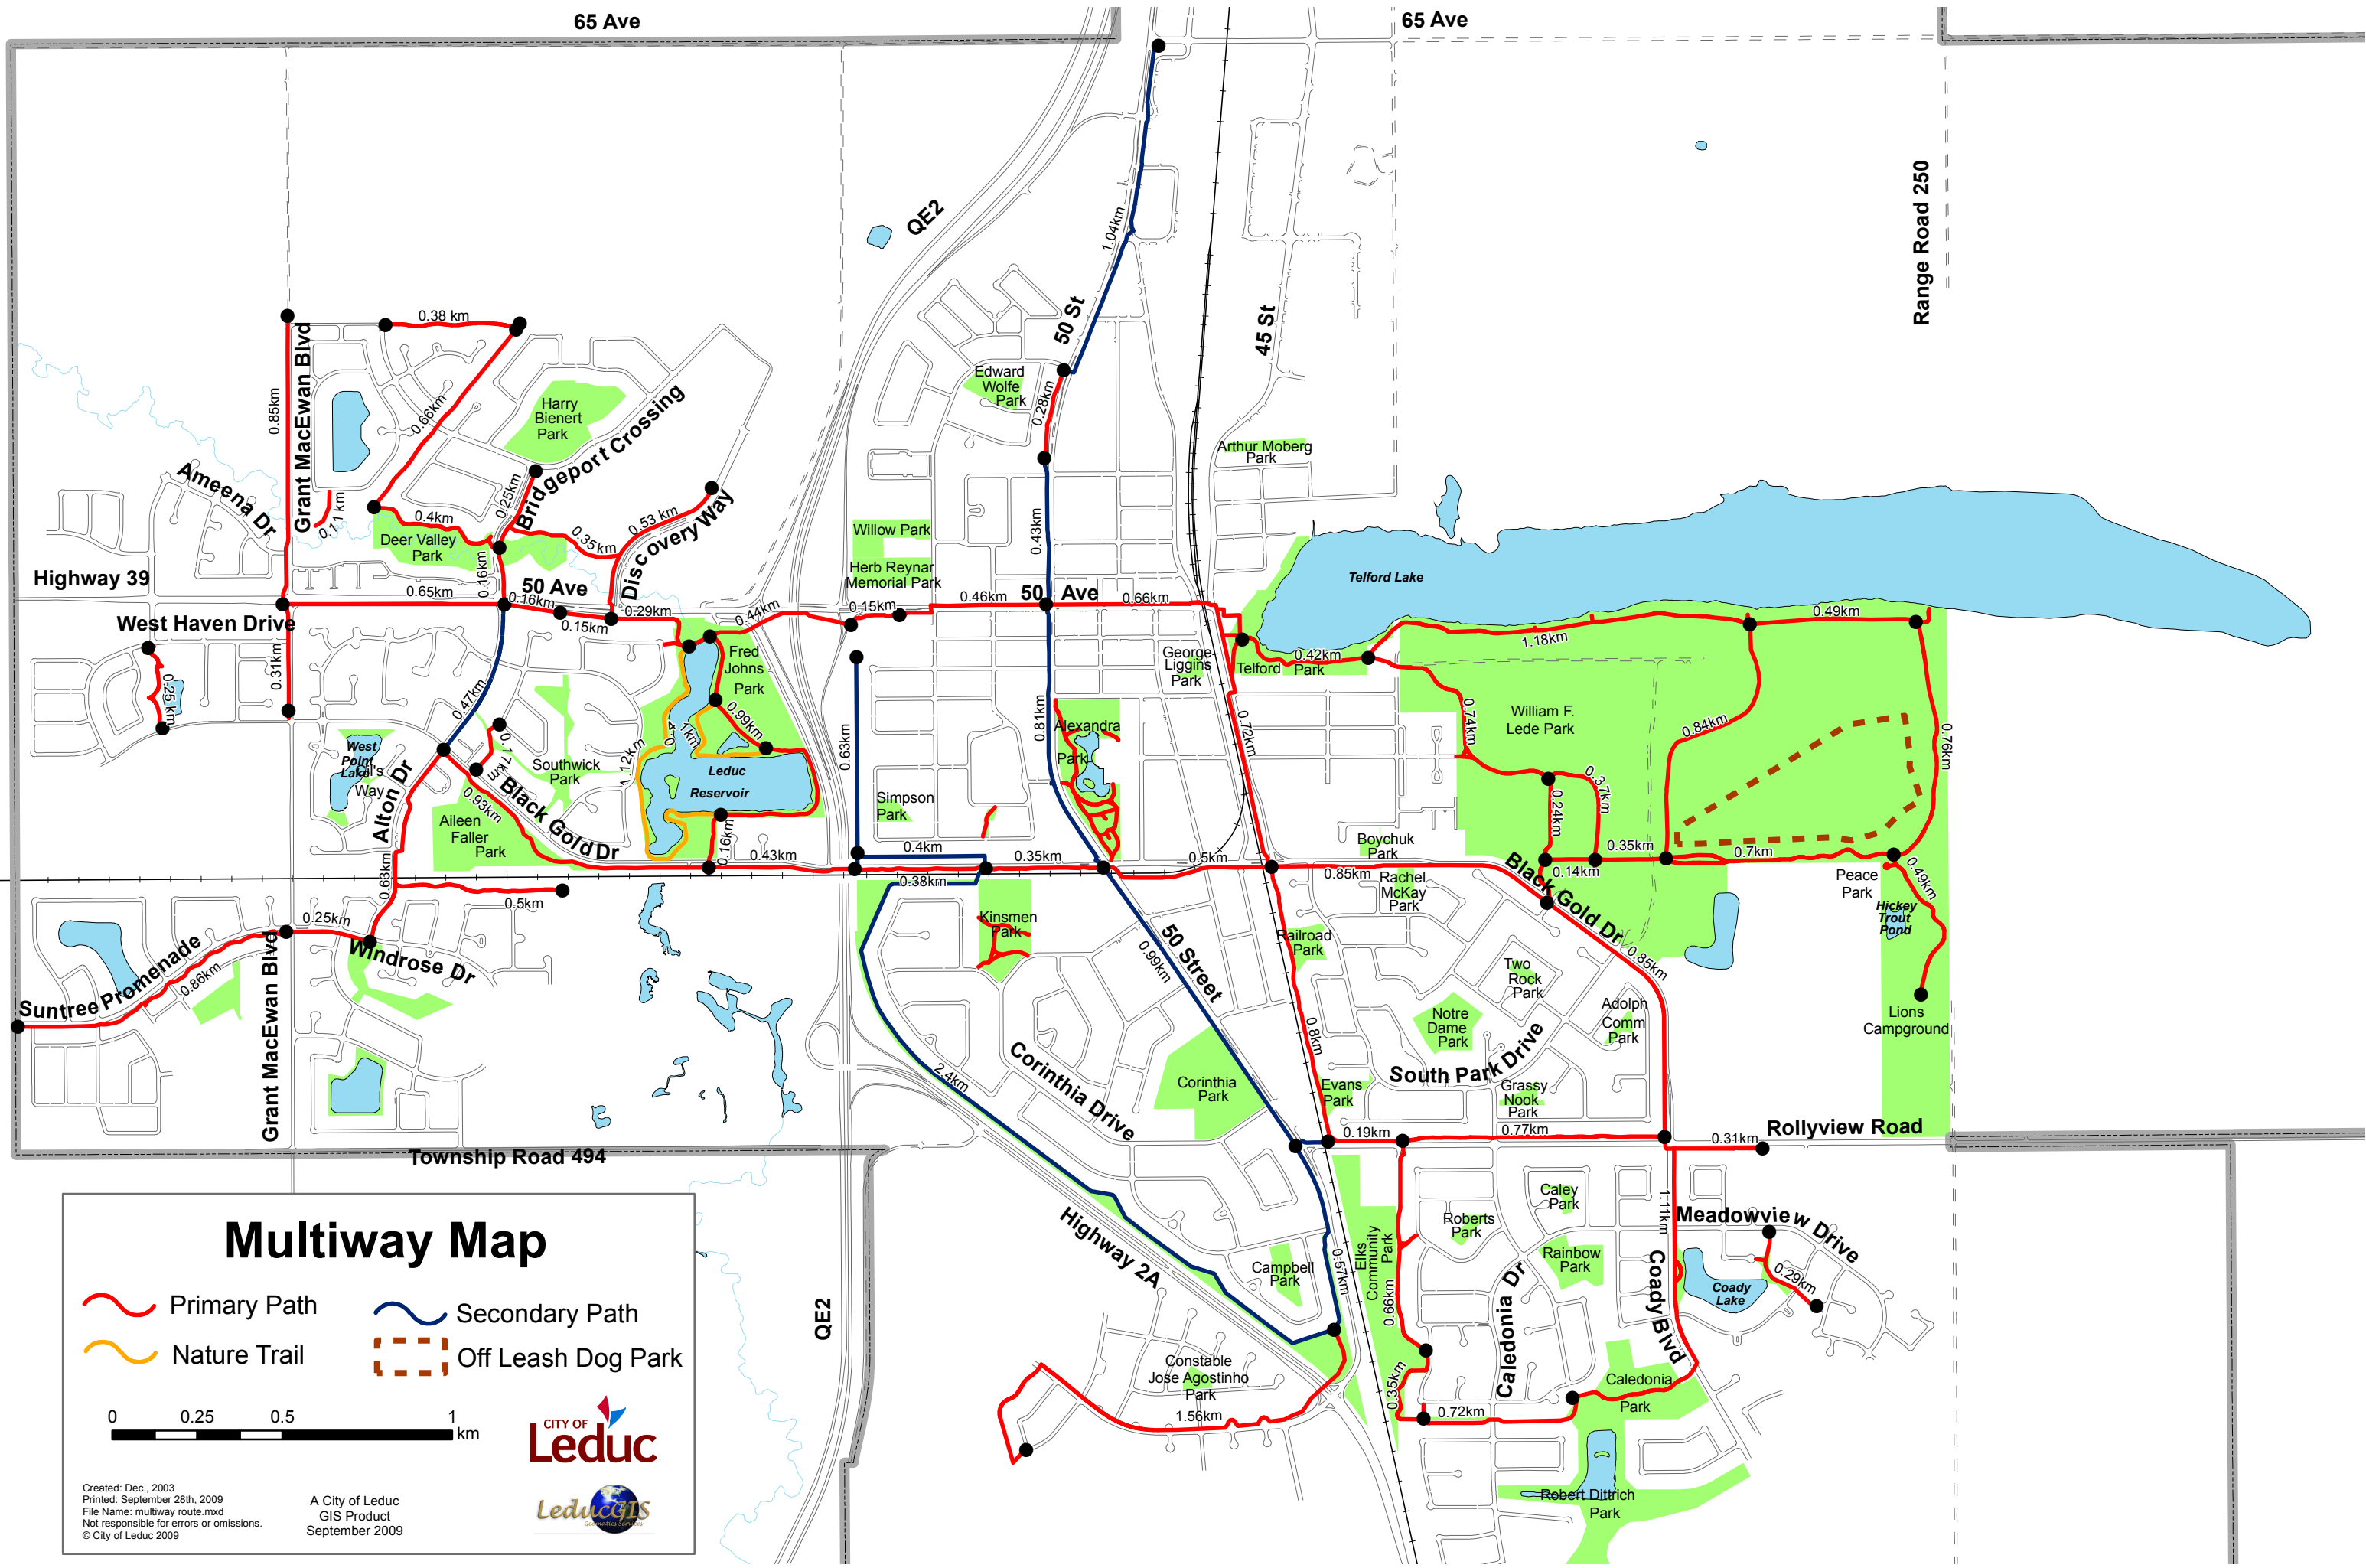 65 Ave
65 Ave
Range Road 250
QE2
1.04km
50 St
45 St
0.38 km
Grant MacEwan Blvd
0.85km
0.66km
Harry
Bienert
Park
Edward
Wolfe
Park
0.28km
Bridgeport Crossing
0.25km
Arthur Moberg
Park
Ameena Dr
0.11 km
0.4km
Deer Valley
Park
0.35km
0.53 km
Discovery Way
Willow Park
0.43km
Herb Reynar
Memorial Park
Telford Lake
Highway 39
0.65km
0.16km
50 Ave
0.16km
0.15km
0.29km
0.44km
0.15km
0.46km
50 Ave
0.66km
0.49km
1.18km
West Haven Drive
0.25 km
0.31km
0.47km
Fred
Johns
Park
George
Liggins
Park
Telford Park
0.42km
William F.
Lede Park
0.74km
0.84km
0.76km
0.99km
1km
1.12km
0.63km
0.81km
Alexandra
Park
0.72km
West
Point
Lake
Way
Alton Dr
0.17km
Southwick
Park
Leduc
Reservoir
Black Gold Dr
0.93km
Aileen
Faller
Park
Simpson
Park
0.37km
0.24km
0.16km
0.43km
0.4km
0.35km
0.5km
Boychuk
Park
0.35km
0.7km
0.14km
0.85km
Black Gold Dr
Rachel
McKay
Park
Peace
Park
0.49km
Hickey
Trout
Pond
0.63km
0.5km
0.38km
Kinsmen
Park
50 Street
0.99km
Railroad
Park
0.85km
Two
Rock
Park
0.25km
Windrose Dr
Suntree Promenade
0.86km
Grant MacEwan Blvd
Adolph
Comm
Park
Lions
Campground
Notre
Dame
Park
0.8km
South Park Drive
2.4km
Corinthia Drive
Corinthia
Park
Evans
Park
Grassy
Nook
Park
0.19km
0.77km
0.31km
Rollyview Road
Township Road 494
Caley
Park
Roberts
Park
Rainbow
Park
1.11km
Meadowview Drive
Coady Blvd
Coady
Lake
0.29km
Highway 2A
Campbell
Park
0.57km
Elks
Community
Park
0.66km
Caledonia Dr
QE2
Constable
Jose Agostinho
Park
1.56km
0.35km
0.72km
Caledonia
Park
Robert Dittrich
Park
Multiway Map
Primary Path
Secondary Path
Nature Trail
Off Leash Dog Park
0 0.25 0.5 1
km
CITY OF
Leduc
Created: Dec., 2003
Printed: September 28th, 2009
File Name: multiway route.mxd
Not responsible for errors or omissions.
© City of Leduc 2009
A City of Leduc
GIS Product
September 2009
LeducGIS
Geomatics Services